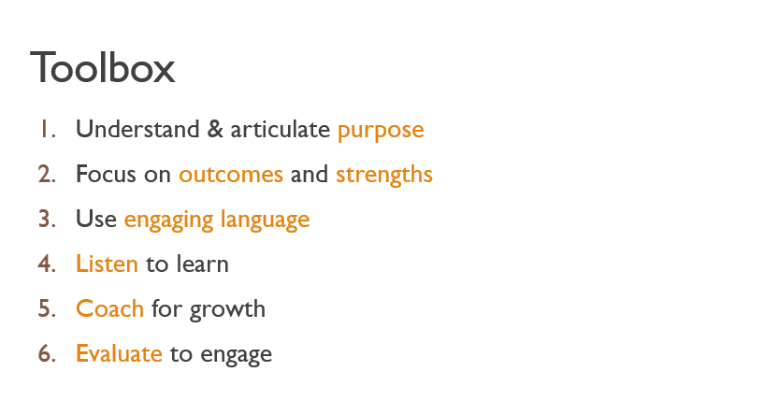 Toolbox
1. Understand & articulate purpose
2. Focus on outcomes and strengths
3. Use engaging language
4. Listen to learn
5. Coach for growth
6. Evaluate to engage